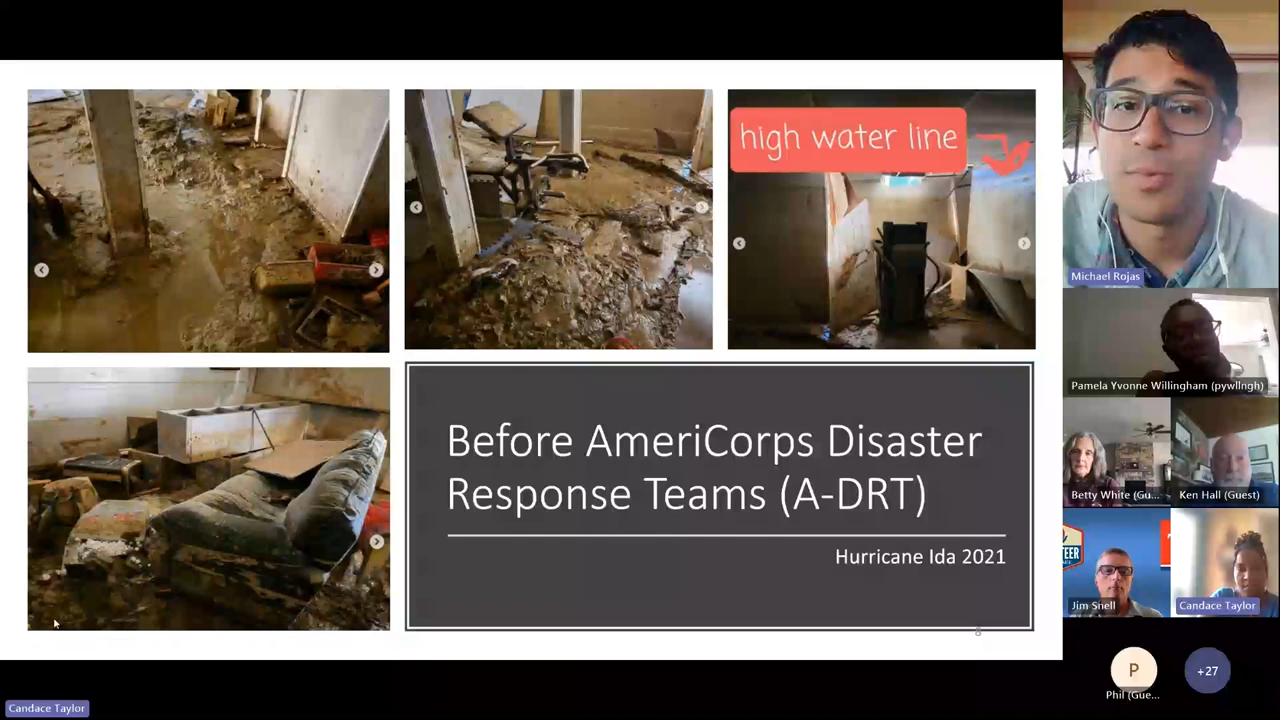 high water line
Before AmeriCorps Disaster
Response Teams (A-DRT)
Hurricane Ida 2021
8
Michael Rojas
Pamela Yvonne Willingham (pywllngh)
Betty White (Gu...
Ken Hall (Guest)
Jim Snell
Candace Taylor
P
Phil (Gue...
+27
Candace Taylor